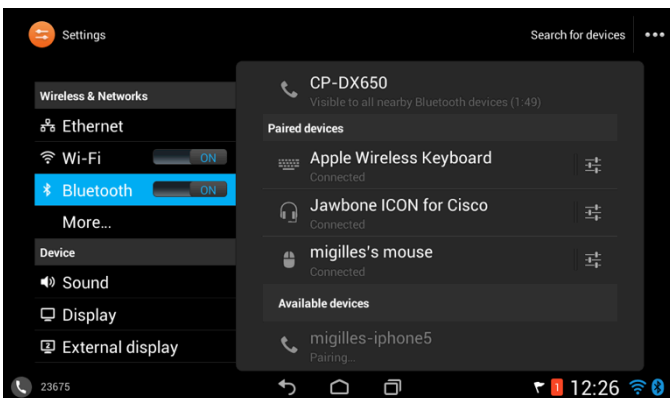 Settings
Search for devices
Wireless & Networks
Ethernet
Wi-Fi ON
Bluetooth ON
More...
Device
Sound
Display
External display
CP-DX650
Visible to all nearby Bluetooth devices (1:49)
Paired devices
Apple Wireless Keyboard
Connected
Jawbone ICON for Cisco
Connected
migilles's mouse
Connected
Available devices
migilles-iphone5
Pairing...
23675
1 12:26